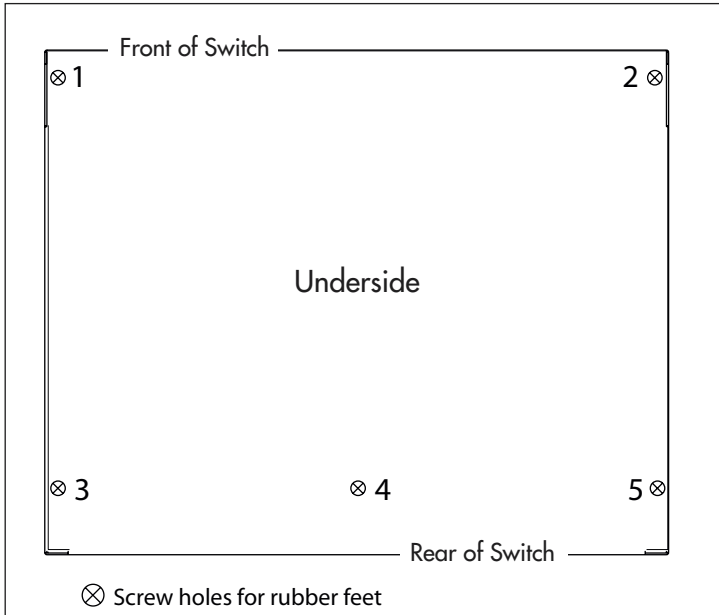 Front of Switch
1
2
Underside
3
4
5
Rear of Switch
Screw holes for rubber feet